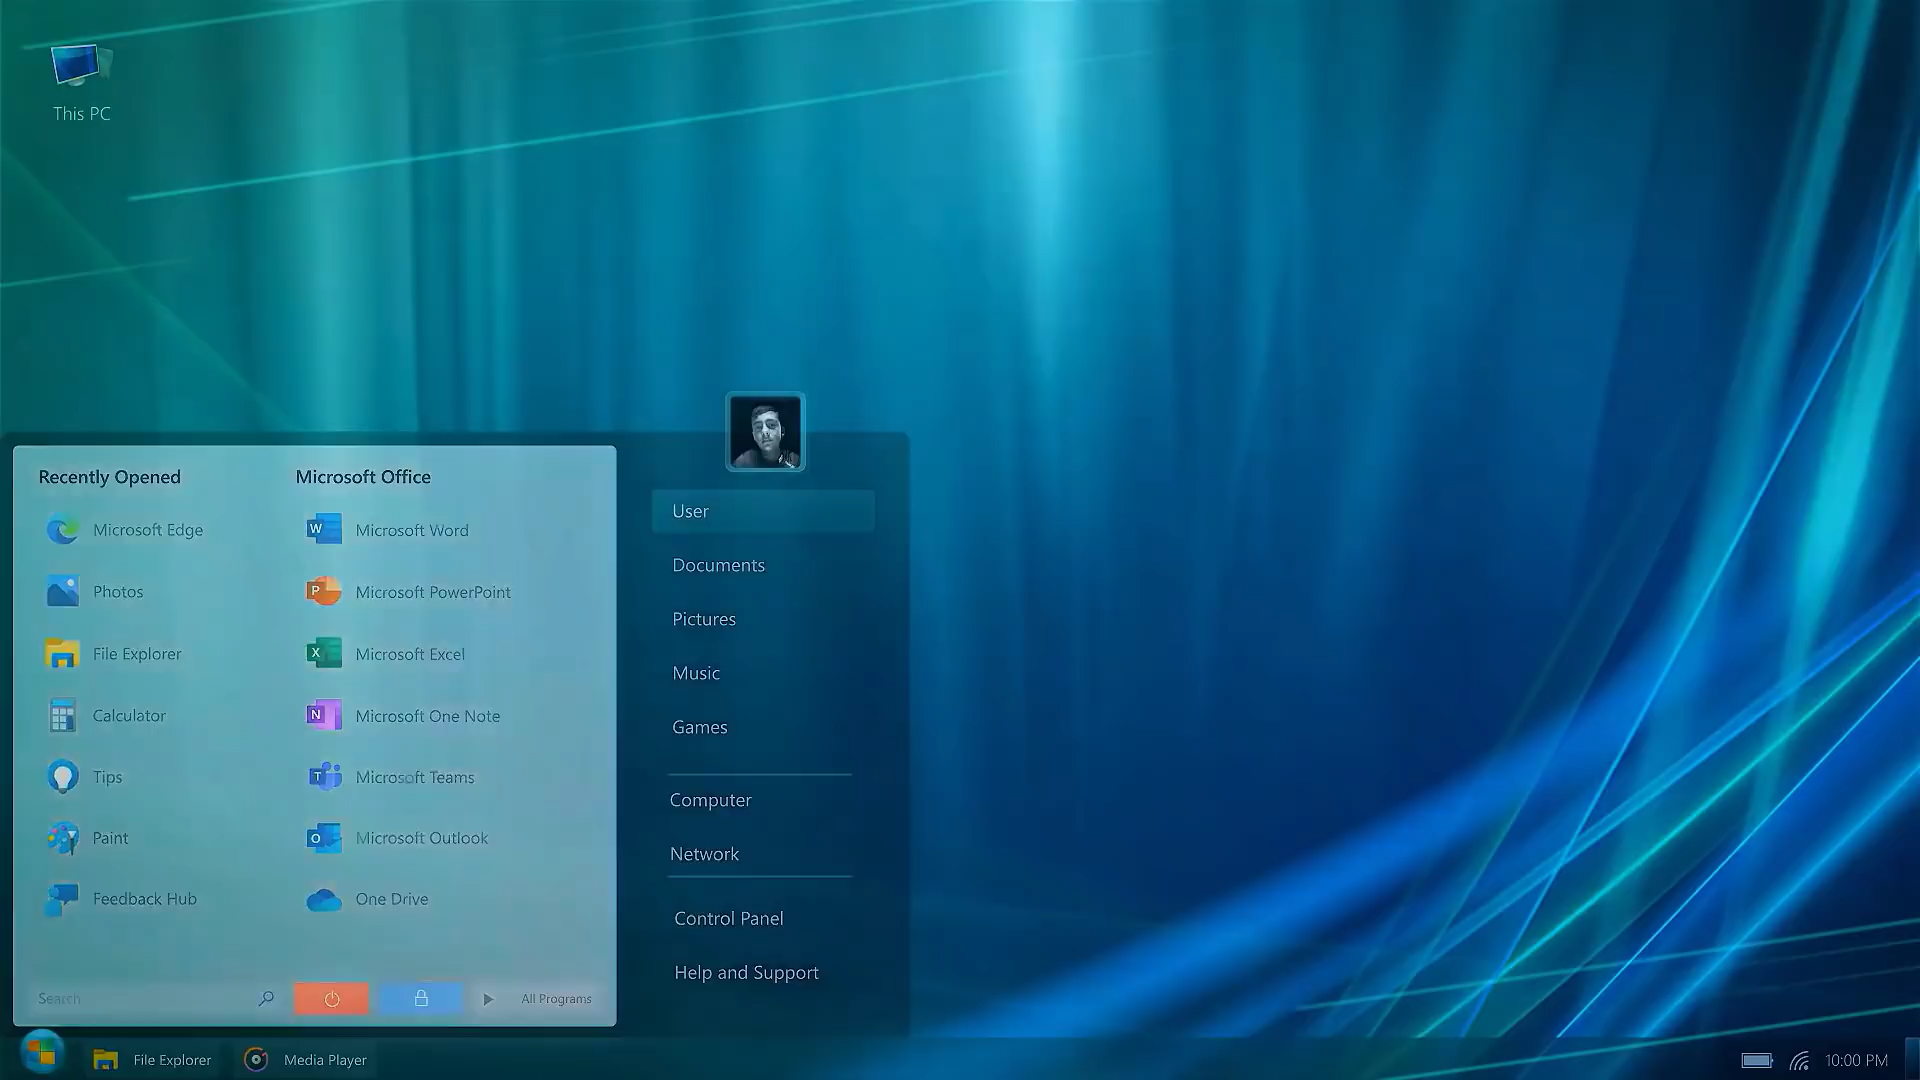 This PC
Recently Opened
Microsoft Edge
Photos
File Explorer
Calculator
Tips
Paint
Feedback Hub
Microsoft Office
W Microsoft Word
P Microsoft PowerPoint
X Microsoft Excel
N Microsoft One Note
T Microsoft Teams
O Microsoft Outlook
One Drive
Search
All Programs
User
Documents
Pictures
Music
Games
Computer
Network
Control Panel
Help and Support
File Explorer
Media Player
10:00 PM